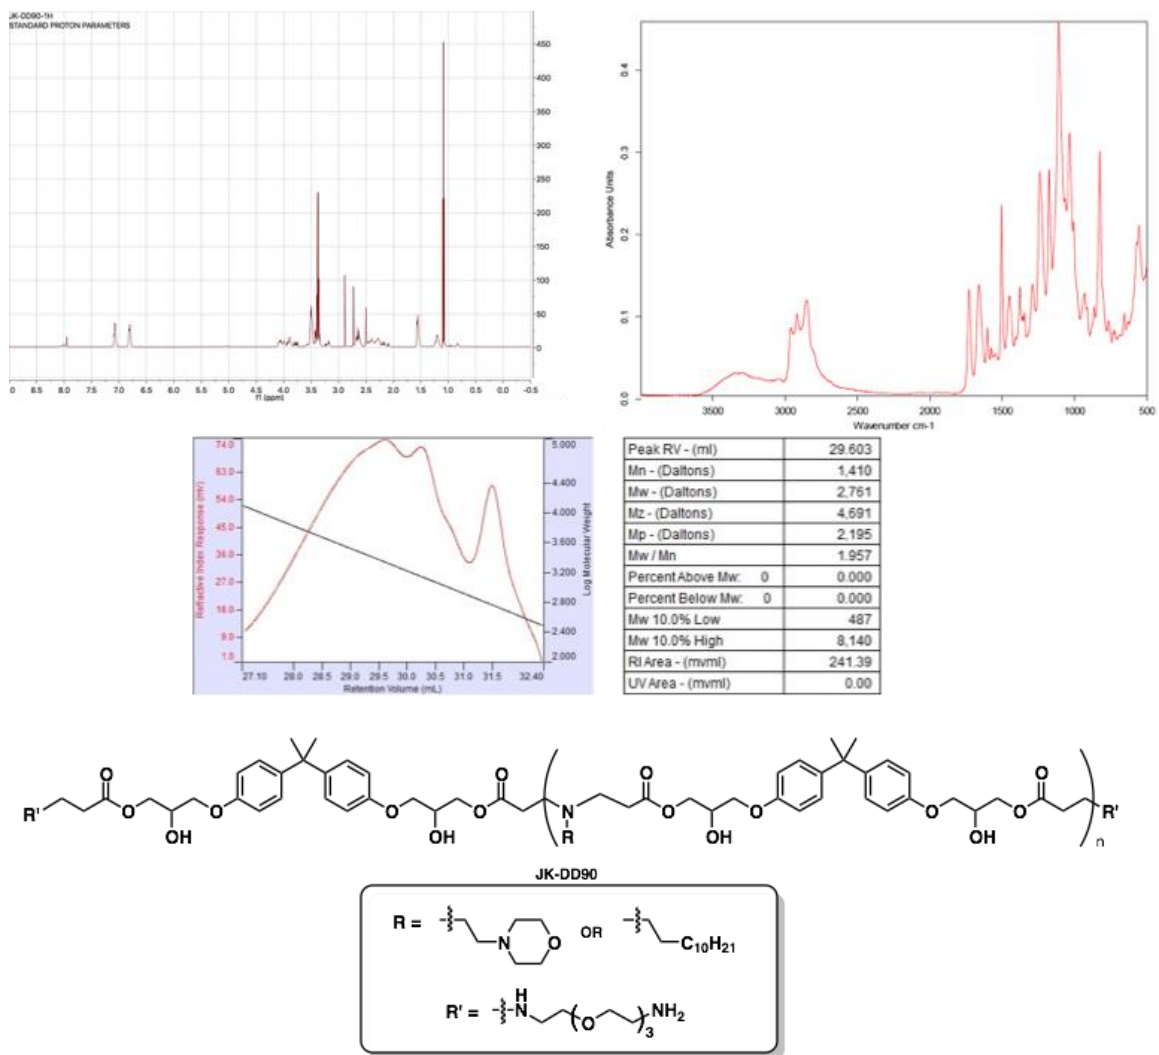 JK-DD90-1H
STANDARD PROTON PARAMETERS
450
400
350
300
250
200
150
100
50
0
8.5 8.0 7.5 7.0 6.5 6.0 5.5 5.0 4.5 4.0 3.5 3.0 2.5 2.0 1.5 1.0 0.5 0.0 -0.5
f1 (ppm)
Absorbance Units
0.0 0.1 0.2 0.3 0.4
3500 3000 2500 2000 1500 1000 500
Wavenumber cm-1
Refractive Index Response (mV)
74.0
63.0
54.0
45.0
36.0
27.0
18.0
9.0
1.0
5.000
4.400
4.000
3.600
3.200
2.800
2.400
2.000
Log Molecular Weight
27.10 28.0 28.5 29.0 29.5 30.0 30.5 31.0 31.5 32.40
Retention Volume (mL)
Peak RV - (ml) 29.603
Mn - (Daltons) 1,410
Mw - (Daltons) 2,761
Mz - (Daltons) 4,691
Mp - (Daltons) 2,195
Mw / Mn 1.957
Percent Above Mw: 0 0.000
Percent Below Mw: 0 0.000
Mw 10.0% Low 487
Mw 10.0% High 8,140
RI Area - (mvml) 241.39
UV Area - (mvml) 0.00
O O O O
R' O O O O N O O O O R'
OH OH R OH OH n
JK-DD90
R = N O OR C10H21
R' = H N O 3 NH2